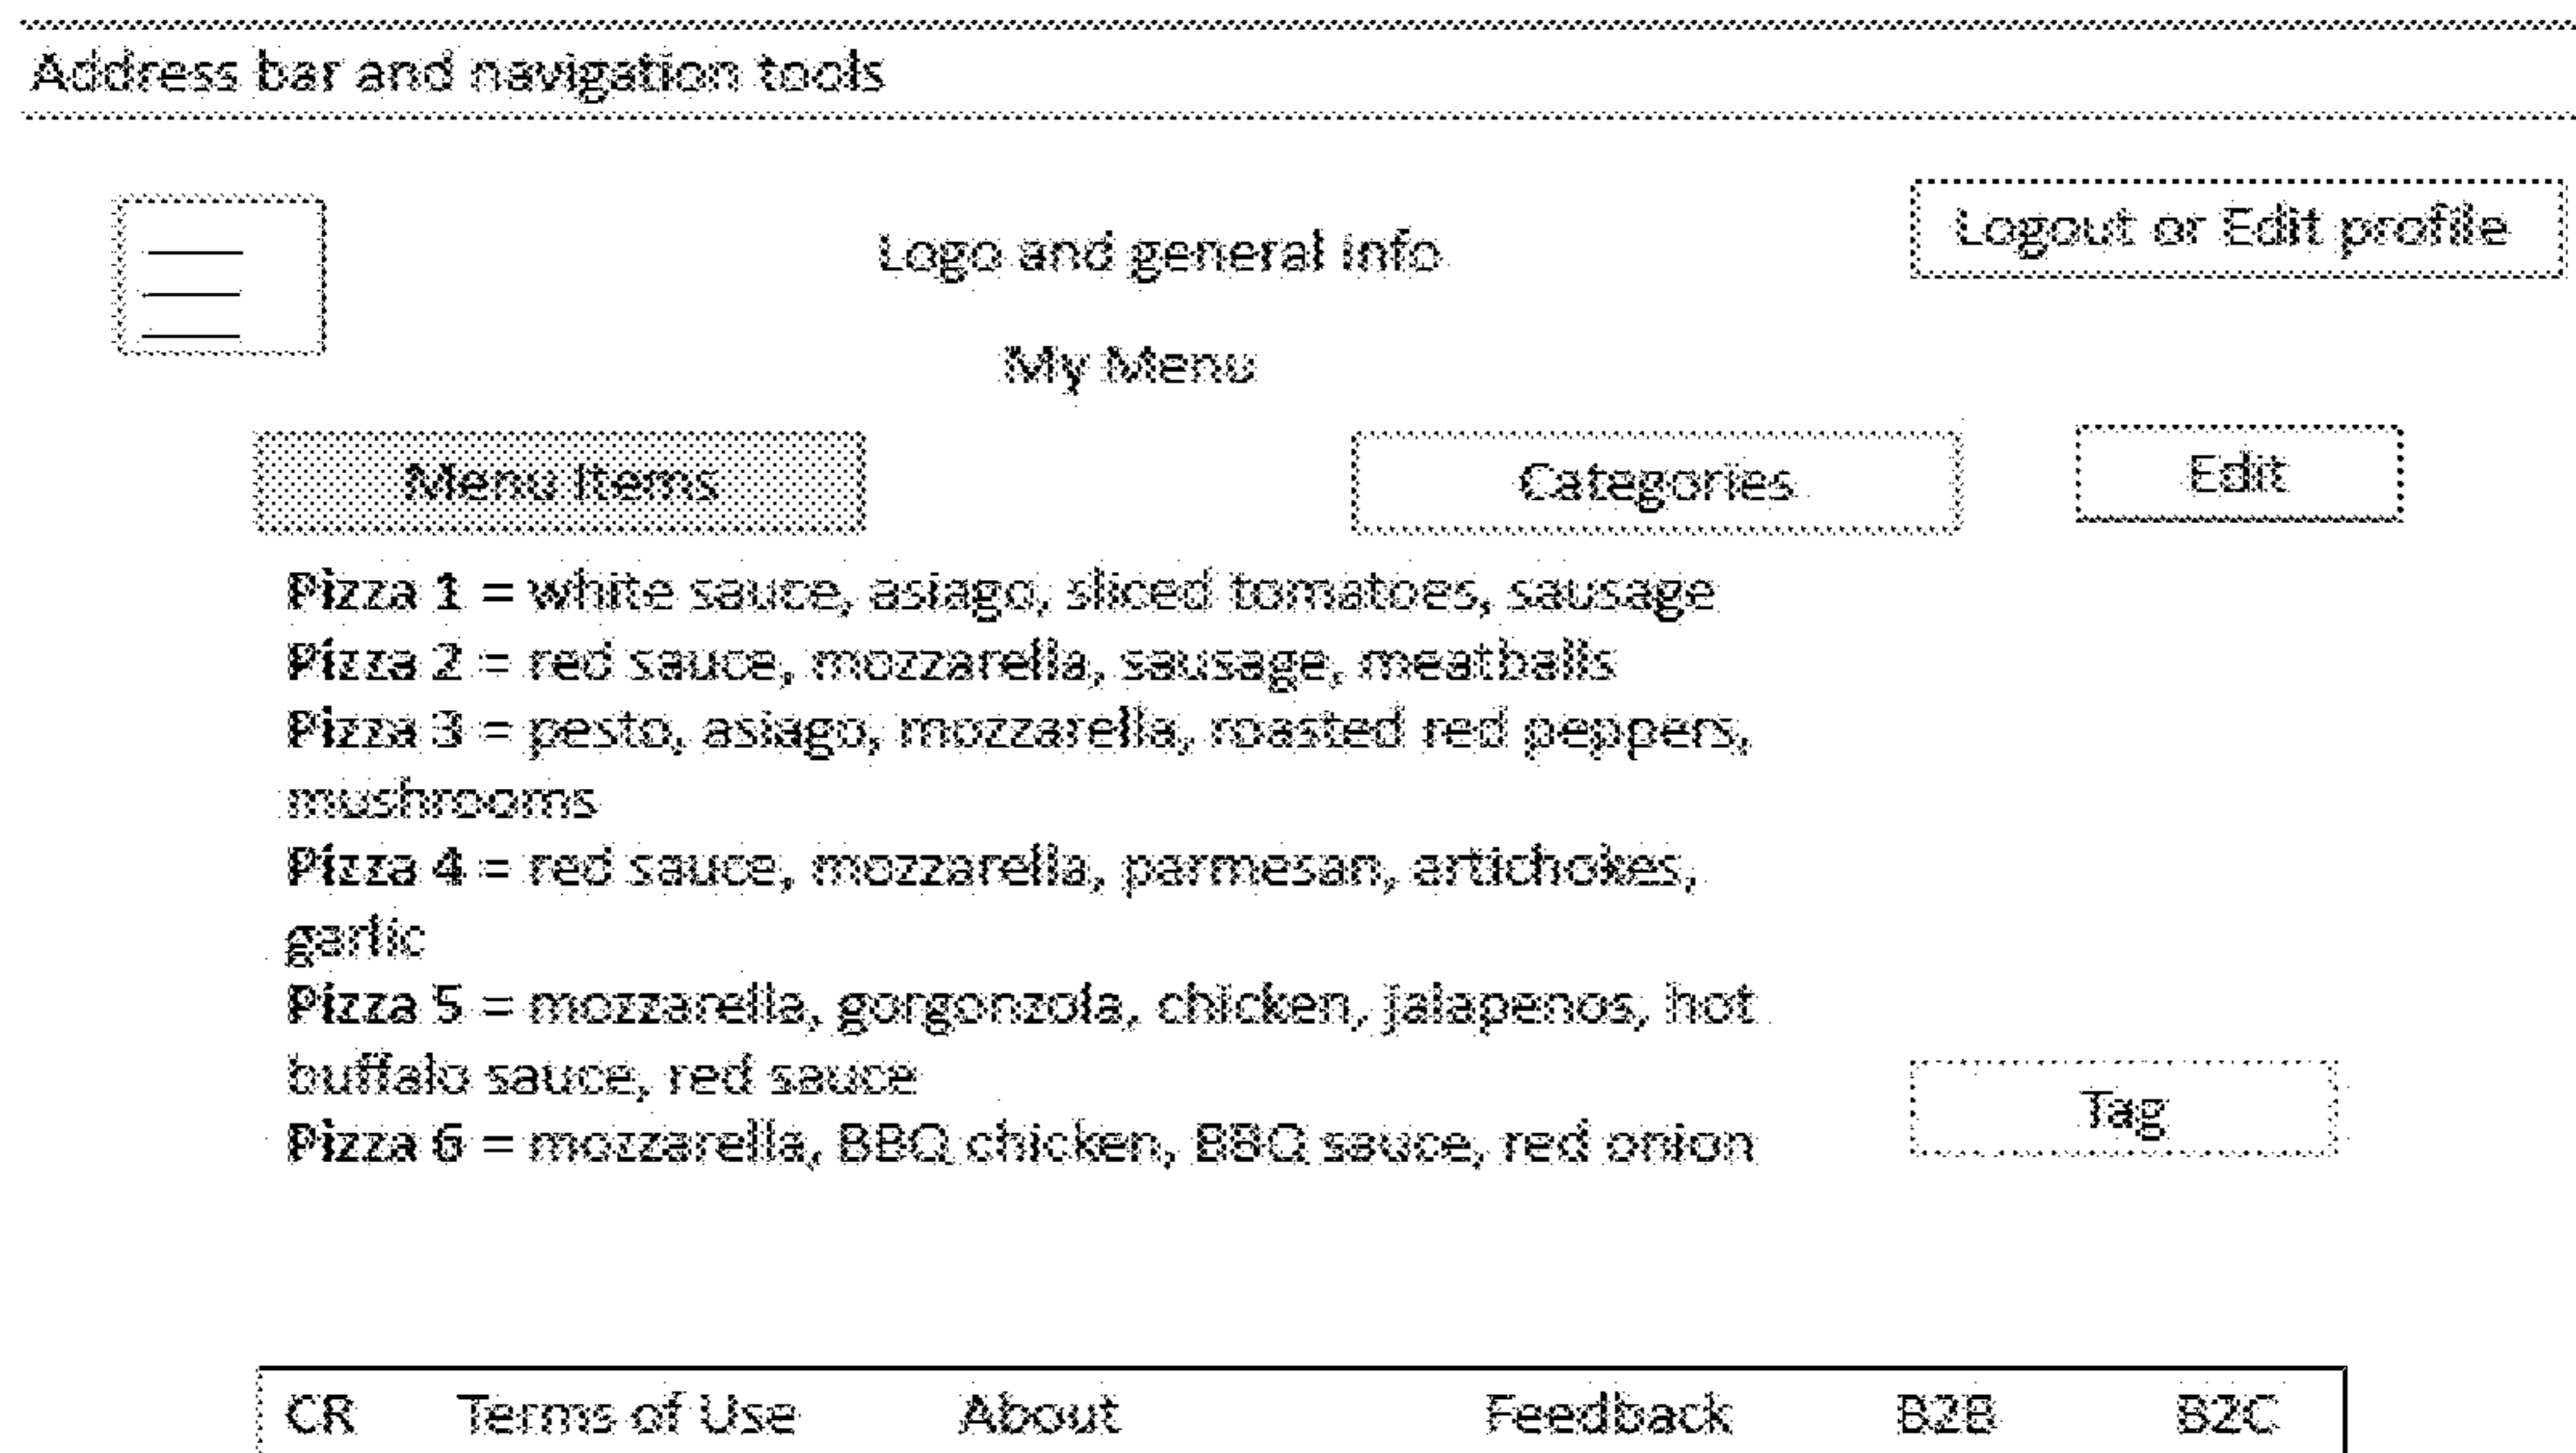 Address bar and navigation tools
Logout or Edit profile
Logo and general info
My Menu
Menu Items
Categories
Edit
Pizza 1 = white sauce, asiago, sliced tomatoes, sausage
Pizza 2 = red sauce, mozzarella, sausage, meatballs
Pizza 3 = pesto, asiago, mozzarella, roasted red peppers,
mushrooms
Pizza 4 = red sauce, mozzarella, parmesan, artichokes,
garlic
Pizza 5 = mozzarella, gorgonzola, chicken, jalapenos, hot
buffalo sauce, red sauce
Tag
Pizza 6 = mozzarella, BBQ chicken, BBQ sauce, red onion
CR Terms of Use About Feedback B2B B2C